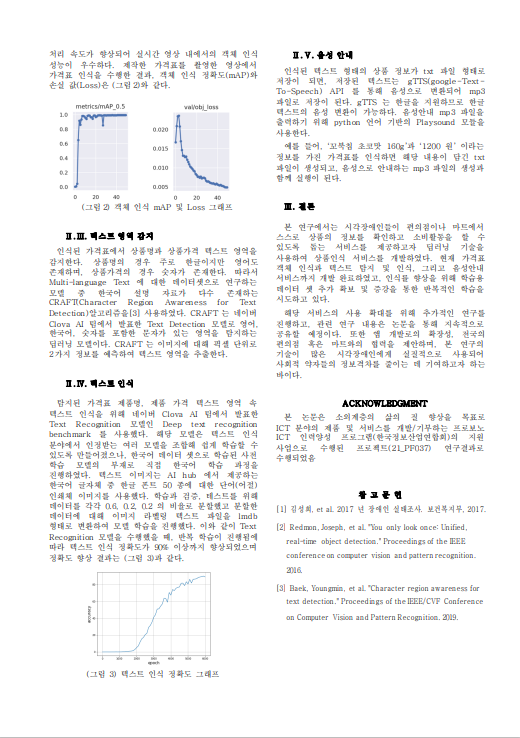 처리 속도가 향상되어 실시간 영상 내에서의 객체 인식
성능이 우수하다. 제작한 가격표를 촬영한 영상에서
가격표 인식을 수행한 결과, 객체 인식 정확도(mAP)와
손실 값(Loss)은 (그림 2)와 같다.
metrics/mAP_0.5
1.0
0.8
0.6
0.4
0.2
0.0
0
20
40
val/obj_loss
0.020
0.015
0.010
0.005
0
20
40
(그림 2) 객체 인식 mAP 및 Loss 그래프
Ⅱ.Ⅲ. 텍스트 영역 감지
인식된 가격표에서 상품명과 상품가격 텍스트 영역을
감지한다. 상품명의 경우 주로 한글이지만 영어도
존재하며, 상품가격의 경우 숫자가 존재한다. 따라서
Multi-language Text 에 대한 데이터셋으로 연구하는
모델 중 한국어 설명 자료가 다수 존재하는
CRAFT(Character Region Awareness for Text
Detection)알고리즘을[3] 사용하였다. CRAFT 는 네이버
Clova AI 팀에서 발표한 Text Detection 모델로 영어,
한국어, 숫자를 포함한 문자가 있는 영역을 탐지하는
딥러닝 모델이다. CRAFT 는 이미지에 대해 픽셀 단위로
2가지 정보를 예측하여 텍스트 영역을 추출한다.
Ⅱ.Ⅳ. 텍스트 인식
탐지된 가격표 제품명, 제품 가격 텍스트 영역 속
텍스트 인식을 위해 네이버 Clova AI 팀에서 발표한
Text Recognition 모델인 Deep text recognition
benchmark 를 사용했다. 해당 모델은 텍스트 인식
분야에서 인정받는 여러 모델을 조합해 쉽게 학습할 수
있도록 만들어졌으나, 한국어 데이터 셋으로 학습된 사전
학습 모델의 부재로 직접 한국어 학습 과정을
진행하였다. 텍스트 이미지는 AI hub 에서 제공하는
한국어 글자체 중 한글 폰트 50 종에 대한 단어(어절)
인쇄체 이미지를 사용했다. 학습과 검증, 테스트를 위해
데이터를 각각 0.6, 0.2, 0.2 의 비율로 분할했고 분할한
데이터에 대해 이미지 라벨링 텍스트 파일을 lmdb
형태로 변환하여 모델 학습을 진행했다. 이와 같이 Text
Recognition 모델을 수행했을 때, 반복 학습이 진행됨에
따라 텍스트 인식 정확도가 90% 이상까지 향상되었으며
정확도 향상 결과는 (그림 3)과 같다.
accuracy
epoch
(그림 3) 텍스트 인식 정확도 그래프
Ⅱ.Ⅴ. 음성 안내
인식된 텍스트 형태의 상품 정보가 txt 파일 형태로
저장이 되면, 저장된 텍스트는 gTTS(google-Text-
To-Speech) API 를 통해 음성으로 변환되어 mp3
파일로 저장이 된다. gTTS 는 한글을 지원하므로 한글
텍스트의 음성 변환이 가능하다. 음성안내 mp3 파일을
출력하기 위해 python 언어 기반의 Playsound 모듈을
사용한다.
예를 들어, '꼬뜩쉼 초코맛 160g'과 '1200 원' 이라는
정보를 가진 가격표를 인식하면 해당 내용이 담긴 txt
파일이 생성되고, 음성으로 안내하는 mp3 파일의 생성과
함께 실행이 된다.
Ⅲ. 결론
본 연구에서는 시각장애인들이 편의점이나 마트에서
스스로 상품의 정보를 확인하고 소비활동을 할 수
있도록 돕는 서비스를 제공하고자 딥러닝 기술을
사용하여 상품인식 서비스를 개발하였다. 현재 가격표
객체 인식과 텍스트 탐지 및 인식, 그리고 음성안내
서비스까지 개발 완료하였고, 인식률 향상을 위해 학습용
데이터 셋 추가 확보 및 증강을 통한 반복적인 학습을
시도하고 있다.
해당 서비스의 사용 확대를 위해 추가적인 연구를
진행하고, 관련 연구 내용은 논문을 통해 지속적으로
공유할 예정이다. 또한 앱 개발로의 확장성, 전국의
편의점 혹은 마트와의 협력을 제안하며, 본 연구의
기술이 많은 시각장애인에게 실질적으로 사용되어
사회적 약자들의 정보격차를 줄이는 데 기여하고자 하는
바이다.
ACKNOWLEDGMENT
본 논문은 소외계층의 삶의 질 향상을 목표로
ICT 분야의 제품 및 서비스를 개발/기부하는 프로보노
ICT 인력양성 프로그램(한국정보산업연합회)의 지원
사업으로 수행된 프로젝트(21_PF037) 연구결과로
수행되었음
참 고 문 헌
[1] 김성희, et al. 2017 년 장애인 실태조사. 보건복지부, 2017.
[2] Redmon, Joseph, et al. "You only look once: Unified,
real-time object detection." Proceedings of the IEEE
conference on computer vision and pattern recognition.
2016.
[3] Baek, Youngmin, et al. "Character region awareness for
text detection." Proceedings of the IEEE/CVF Conference
on Computer Vision and Pattern Recognition. 2019.